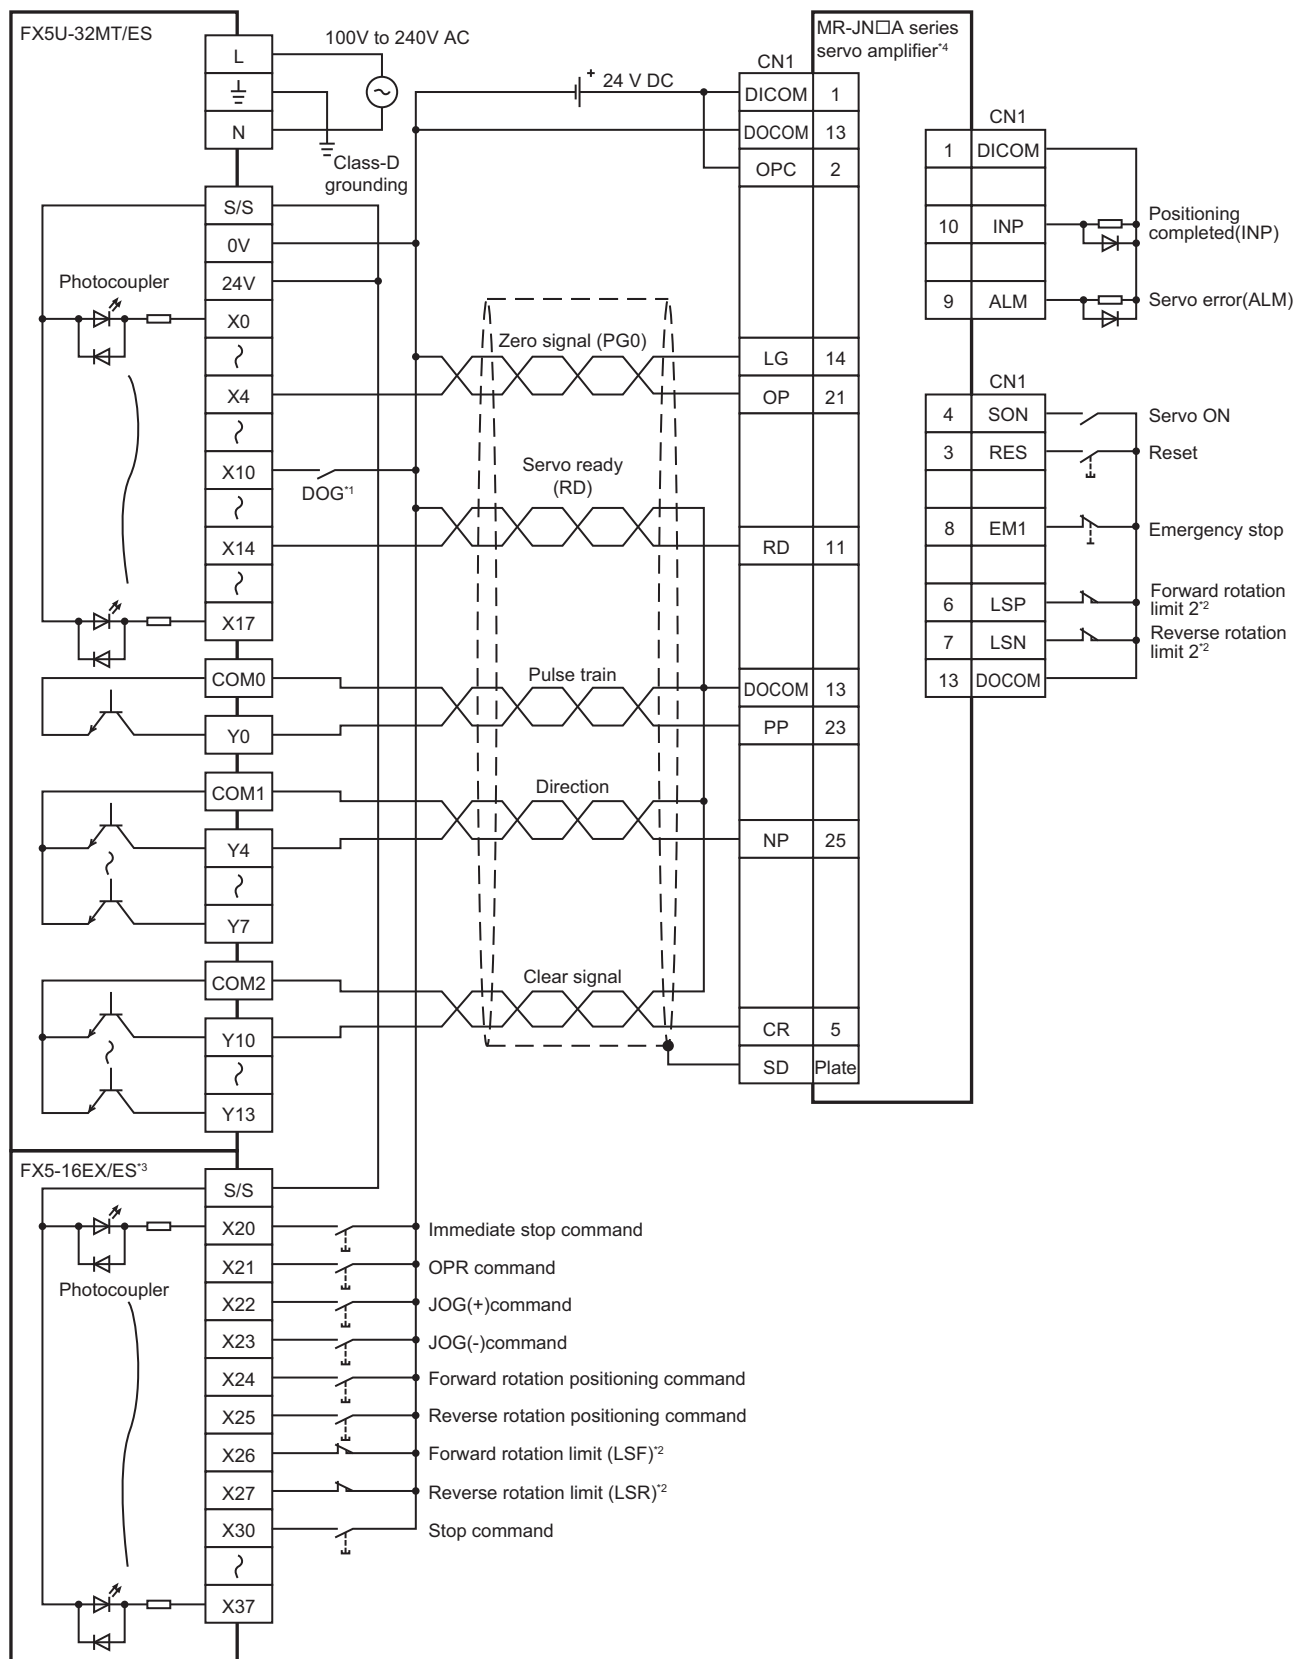 FX5U-32MT/ES
L
N
100V to 240V AC
Class-D
grounding
S/S
0V
24V
Photocoupler
X0
X4
X10
DOG*1
X14
X17
COM0
Y0
COM1
Y4
Y7
COM2
Y10
Y13
24 V DC
+
Zero signal (PG0)
Servo ready
(RD)
Pulse train
Direction
Clear signal
MR-JN□A series
servo amplifier*4
CN1
DICOM 1
DOCOM 13
OPC 2
LG 14
OP 21
RD 11
DOCOM 13
PP 23
NP 25
CR 5
SD Plate
CN1
1 DICOM
10 INP
Positioning
completed(INP)
9 ALM
Servo error(ALM)
CN1
4 SON
Servo ON
3 RES
Reset
8 EM1
Emergency stop
6 LSP
Forward rotation
limit 2*2
7 LSN
Reverse rotation
limit 2*2
13 DOCOM
FX5-16EX/ES*3
S/S
Photocoupler
X20
Immediate stop command
X21
OPR command
X22
JOG(+)command
X23
JOG(-)command
X24
Forward rotation positioning command
X25
Reverse rotation positioning command
X26
Forward rotation limit (LSF)*2
X27
Reverse rotation limit (LSR)*2
X30
Stop command
X37